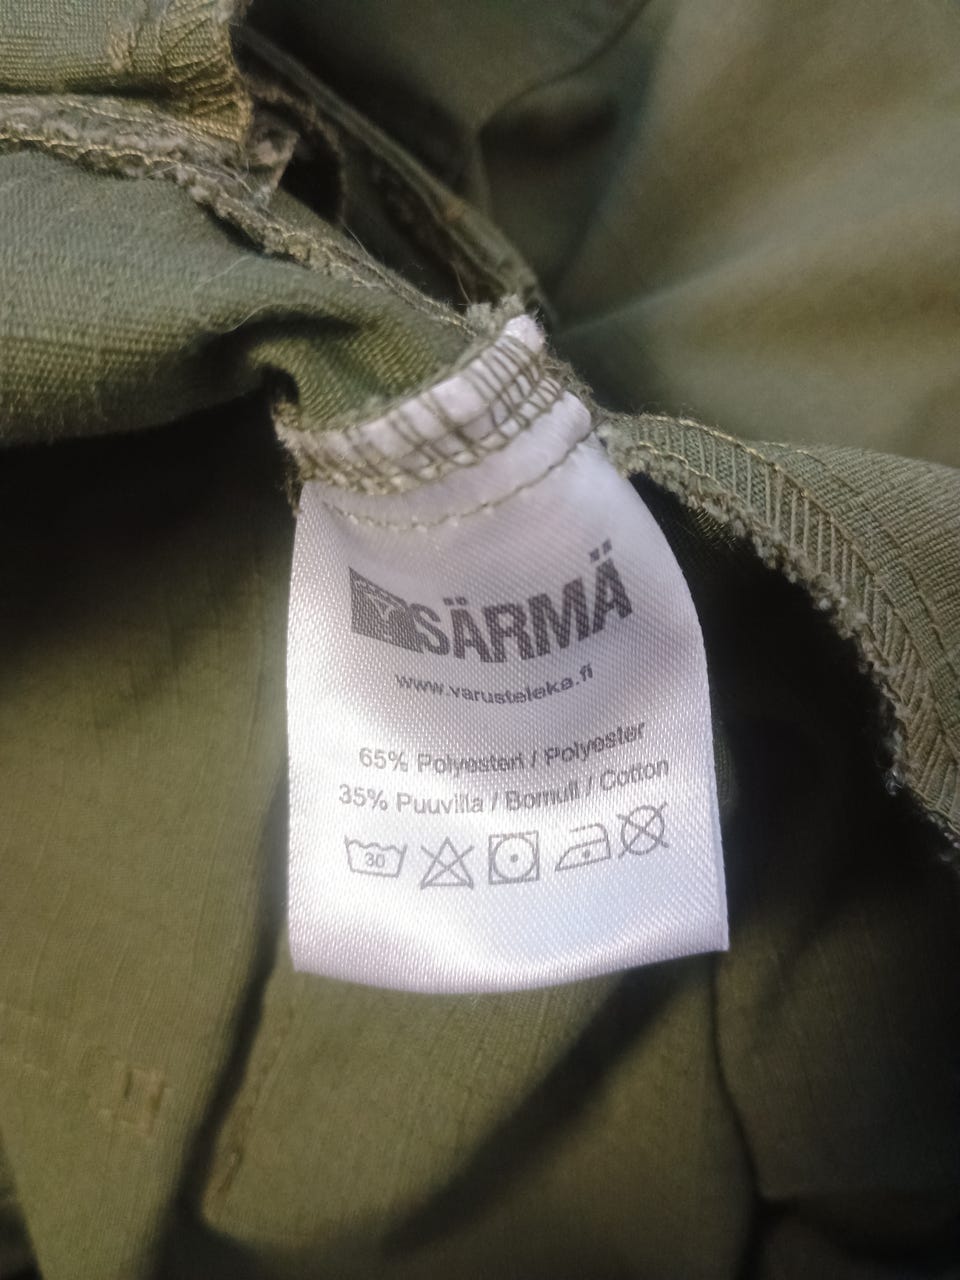 SÄRMÄ
www.varusteleka.fi
65% Polyesteri / Polyester
35% Puuvilla / Bomull / Cotton
30